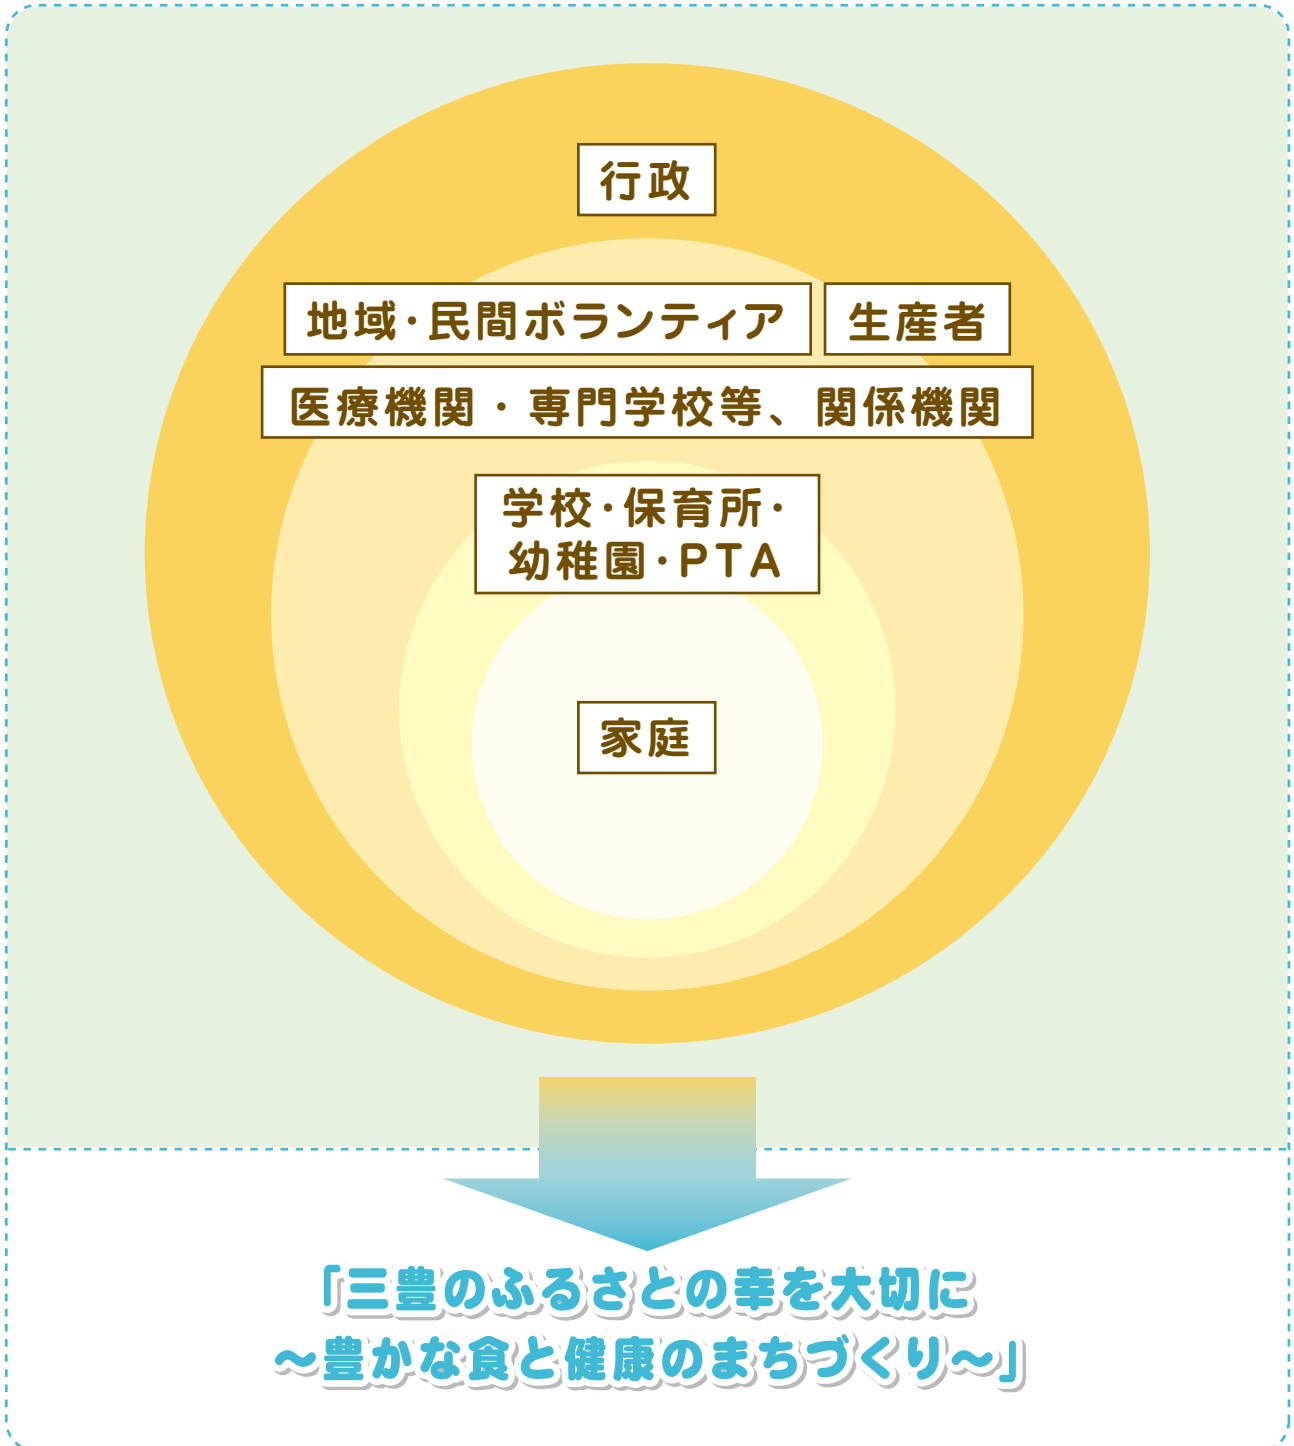 行政
地域・民間ボランティア 生産者
医療機関・専門学校等、関係機関
学校・保育所・
幼稚園・PTA
家庭
「三豊のふるさとの幸を大切に
～豊かな食と健康のまちづくり～」